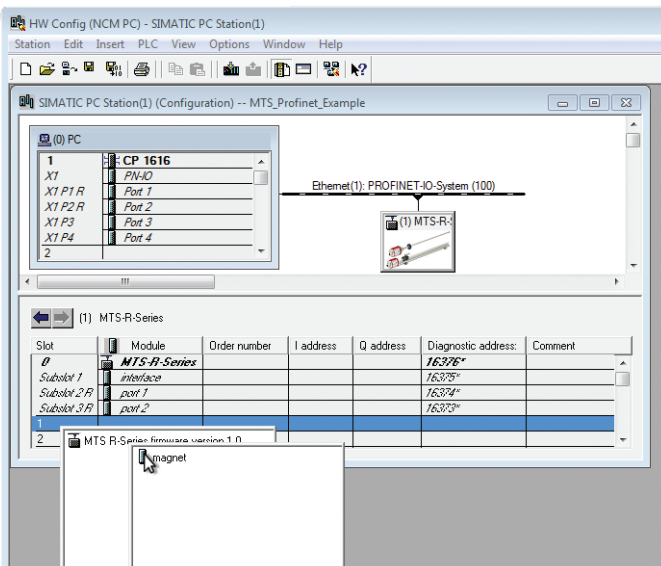 HW Config (NCM PC) - SIMATIC PC Station(1)
Station Edit Insert PLC View Options Window Help
SIMATIC PC Station(1) (Configuration) -- MTS_Profinet_Example
(0) PC
1 CP 1616
X1 PN-IO
X1 P1 R Port 1
X1 P2 R Port 2
X1 P3 Port 3
X1 P4 Port 4
2
Ethernet(1): PROFINET-IO-System (100)
(1) MTS-R-S
(1) MTS-R-Series
Slot Module Order number I address Q address Diagnostic address: Comment
0 MTS-R-Series 16376*
Subslot 1 interface 16375*
Subslot 2 R port 1 16374*
Subslot 3 R port 2 16373*
1
2
MTS R-Series firmware version 1.0
magnet